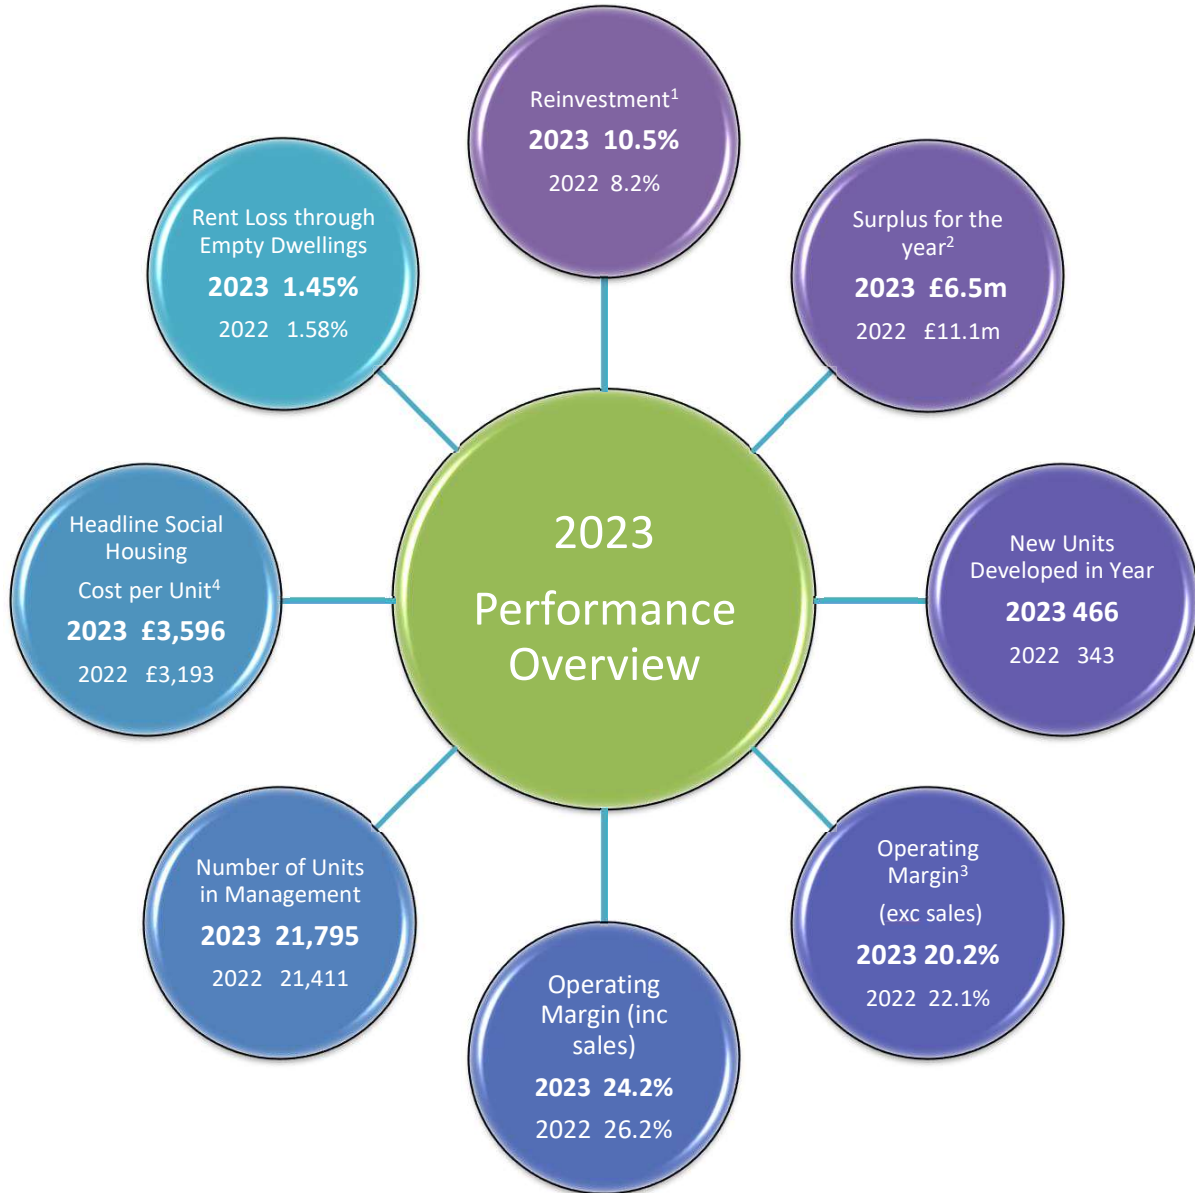 Reinvestment¹
2023 10.5%
2022 8.2%
Surplus for the
year²
2023 £6.5m
2022 £11.1m
New Units
Developed in Year
2023 466
2022 343
Operating
Margin³
(exc sales)
2023 20.2%
2022 22.1%
Operating
Margin (inc
sales)
2023 24.2%
2022 26.2%
Number of Units
in Management
2023 21,795
2022 21,411
Headline Social
Housing
Cost per Unit⁴
2023 £3,596
2022 £3,193
Rent Loss through
Empty Dwellings
2023 1.45%
2022 1.58%
2023
Performance
Overview